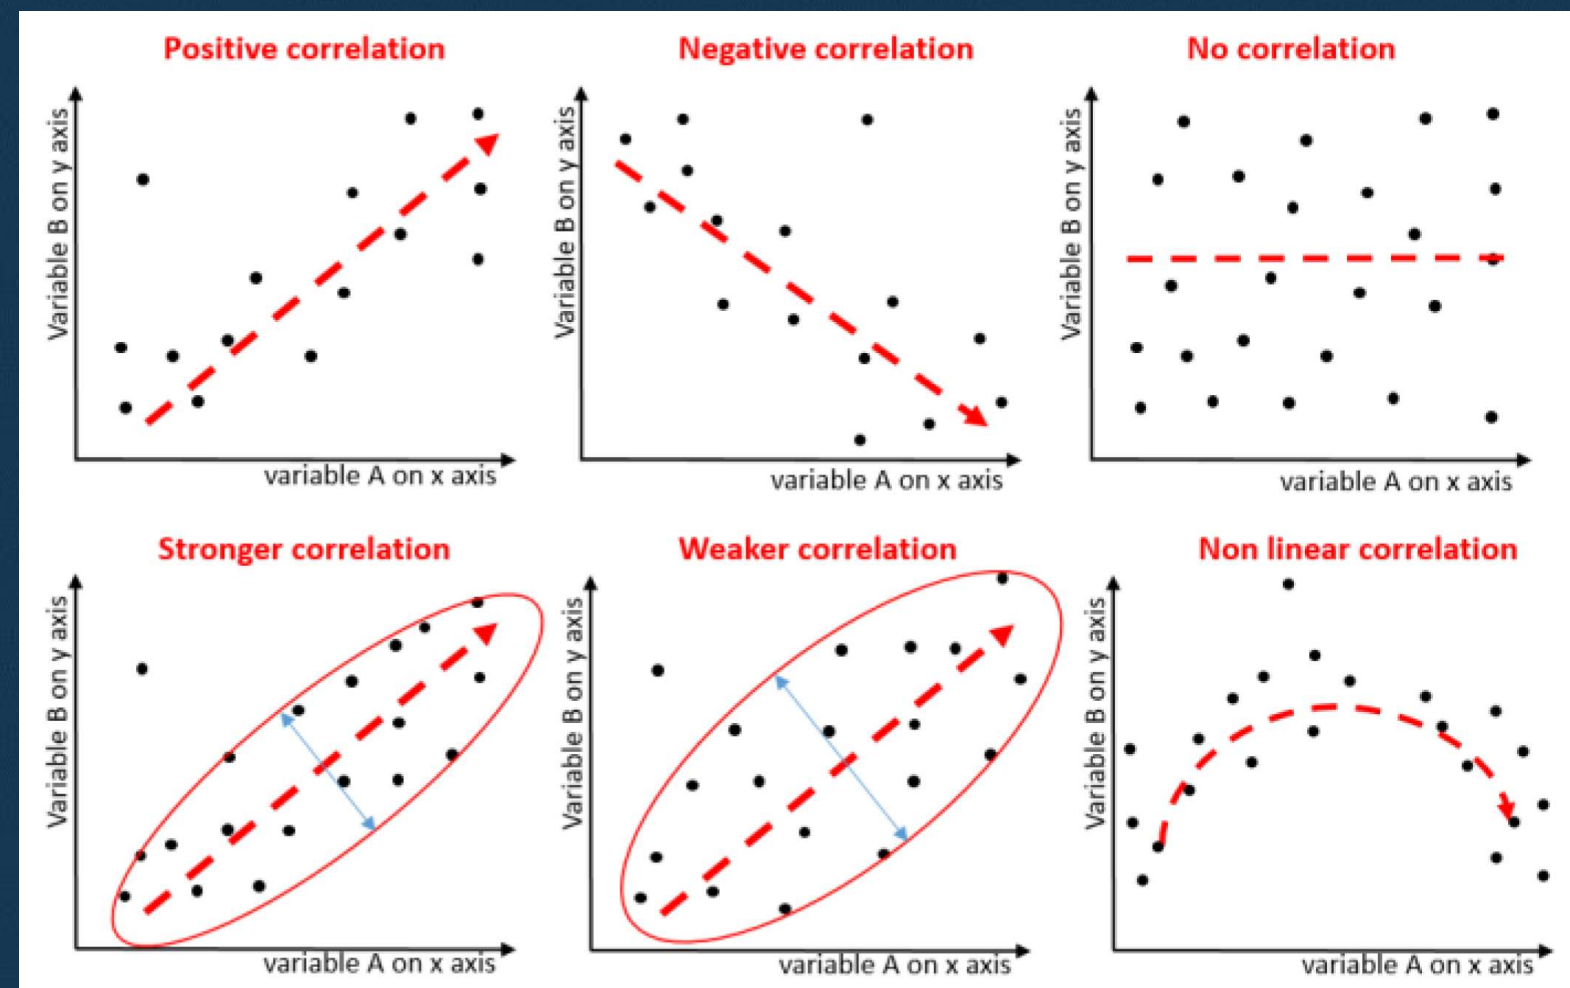 Positive correlation
Variable B on y axis
variable A on x axis
Negative correlation
Variable B on y axis
variable A on x axis
No correlation
Variable B on y axis
variable A on x axis
Stronger correlation
Variable B on y axis
variable A on x axis
Weaker correlation
Variable B on y axis
variable A on x axis
Non linear correlation
Variable B on y axis
variable A on x axis